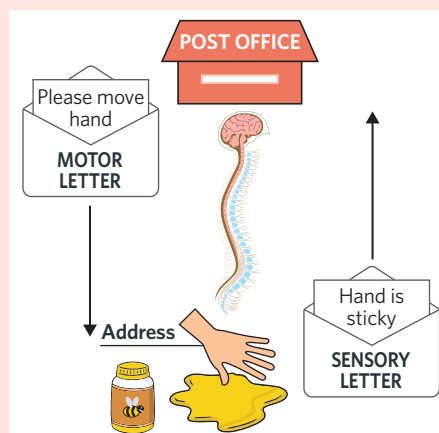 POST OFFICE
Please move
hand
MOTOR
LETTER
Address
Hand is
sticky
SENSORY
LETTER